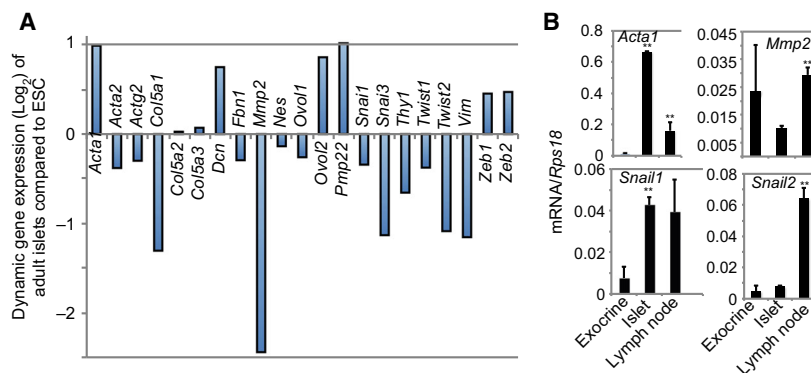 A
Dynamic gene expression (Log2) of
adult islets compared to ESC
1
0
−1
−2
Acta1
Acta2
Actg2
Col5a1
Col5a2
Col5a3
Dcn
Fbn1
Mmp2
Nes
Ovol1
Ovol2
Pmp22
Snai1
Snai3
Thy1
Twist1
Twist2
Vim
Zeb1
Zeb2
B
mRNA/Rps18
0.8
0.6
0.4
0.2
0
Acta1
**
**
0.045
0.035
0.025
0.015
Mmp2
**
0.06
0.04
0.02
0
Snail1
**
Exocrine
Islet
Lymph node
0.08
0.06
0.04
0.02
0
Snail2
**
Exocrine
Islet
Lymph node